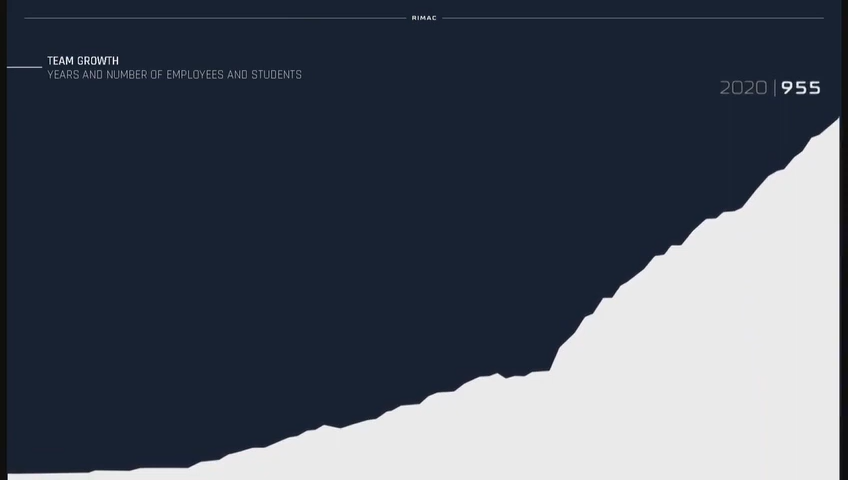 RIMAC
TEAM GROWTH
YEARS AND NUMBER OF EMPLOYEES AND STUDENTS
2020 | 955